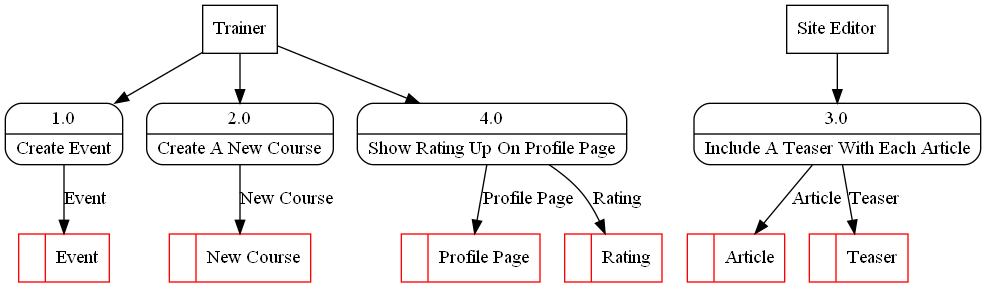 Trainer
Site Editor
1.0
Create Event
2.0
Create A New Course
4.0
Show Rating Up On Profile Page
3.0
Include A Teaser With Each Article
Event
New Course
Profile Page
Rating
Article
Teaser
Event
New Course
Profile Page
Rating
Article
Teaser